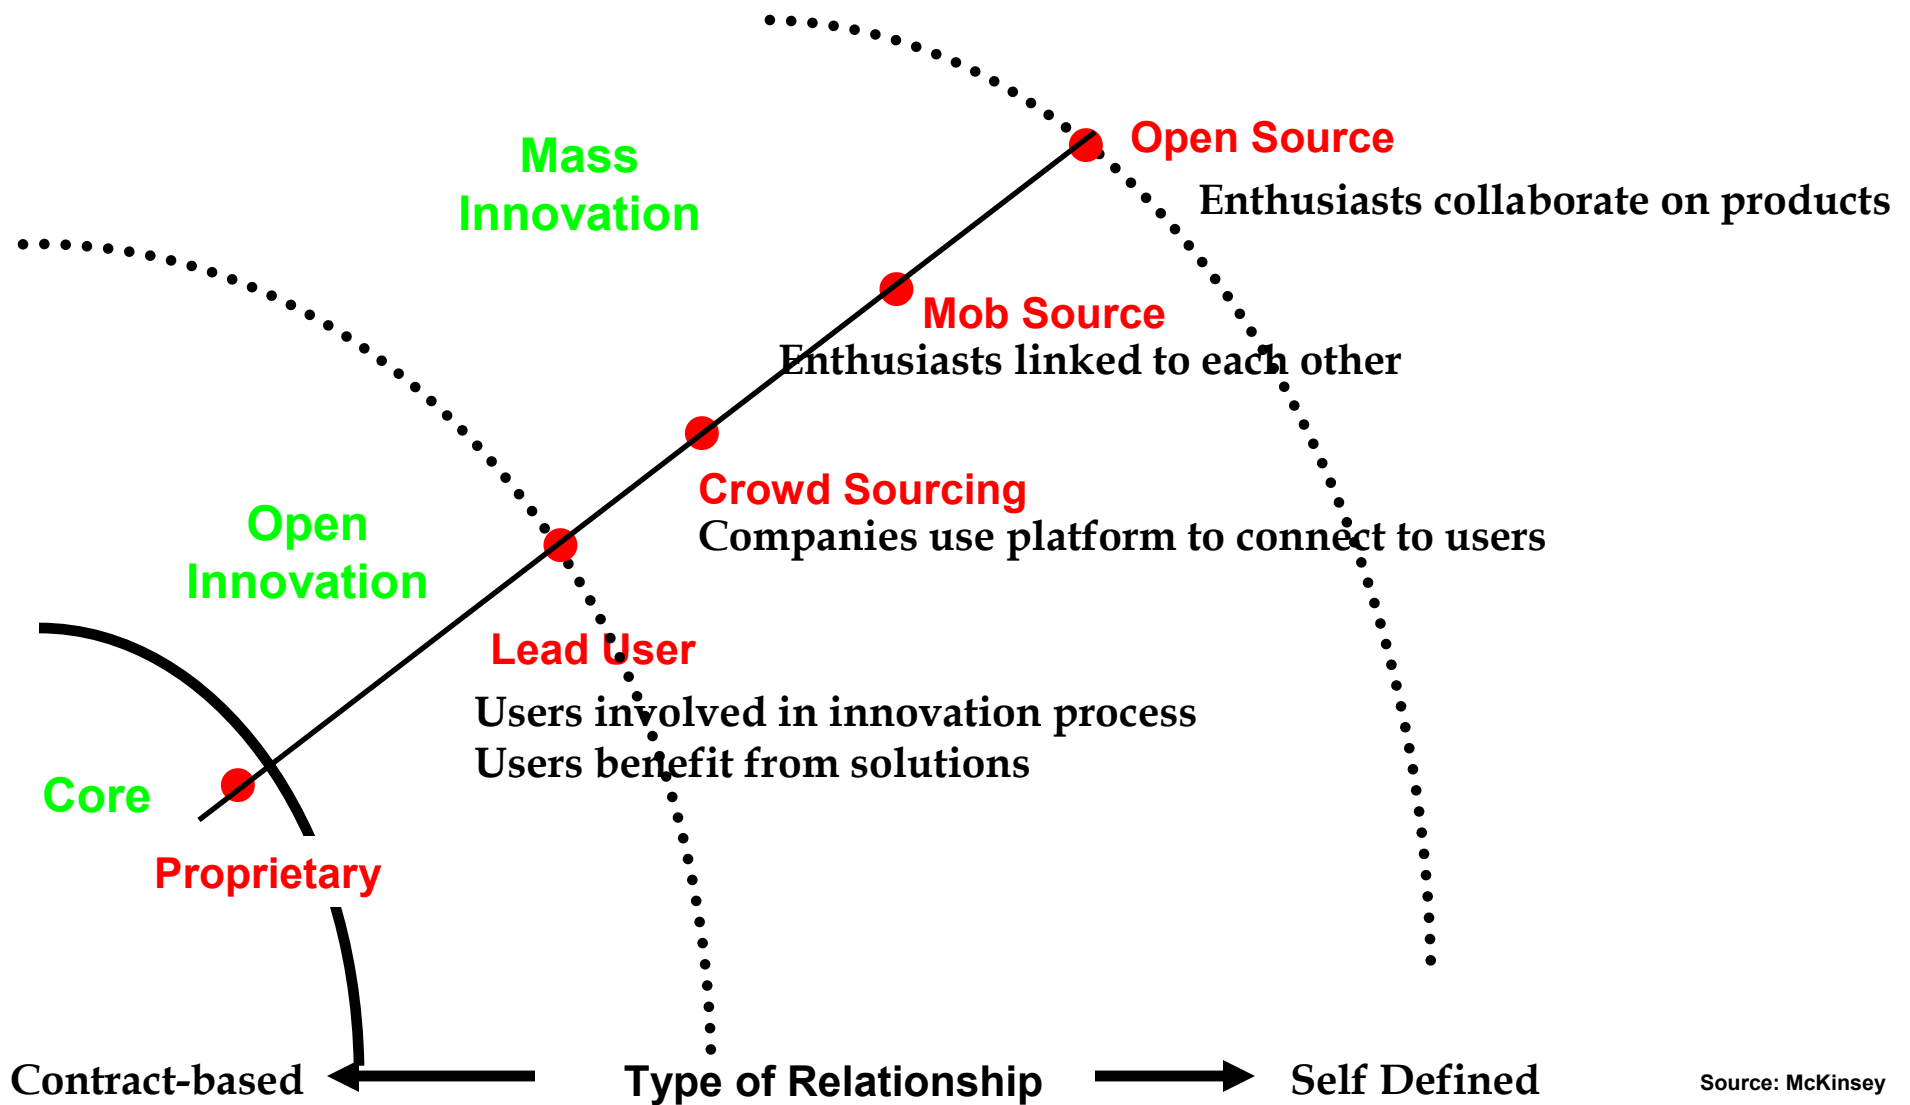 Open Source
Enthusiasts collaborate on products
Mass
Innovation
Mob Source
Enthusiasts linked to each other
Crowd Sourcing
Companies use platform to connect to users
Open
Innovation
Lead User
Users involved in innovation process
Users benefit from solutions
Core
Proprietary
Contract-based
Type of Relationship
Self Defined
Source: McKinsey